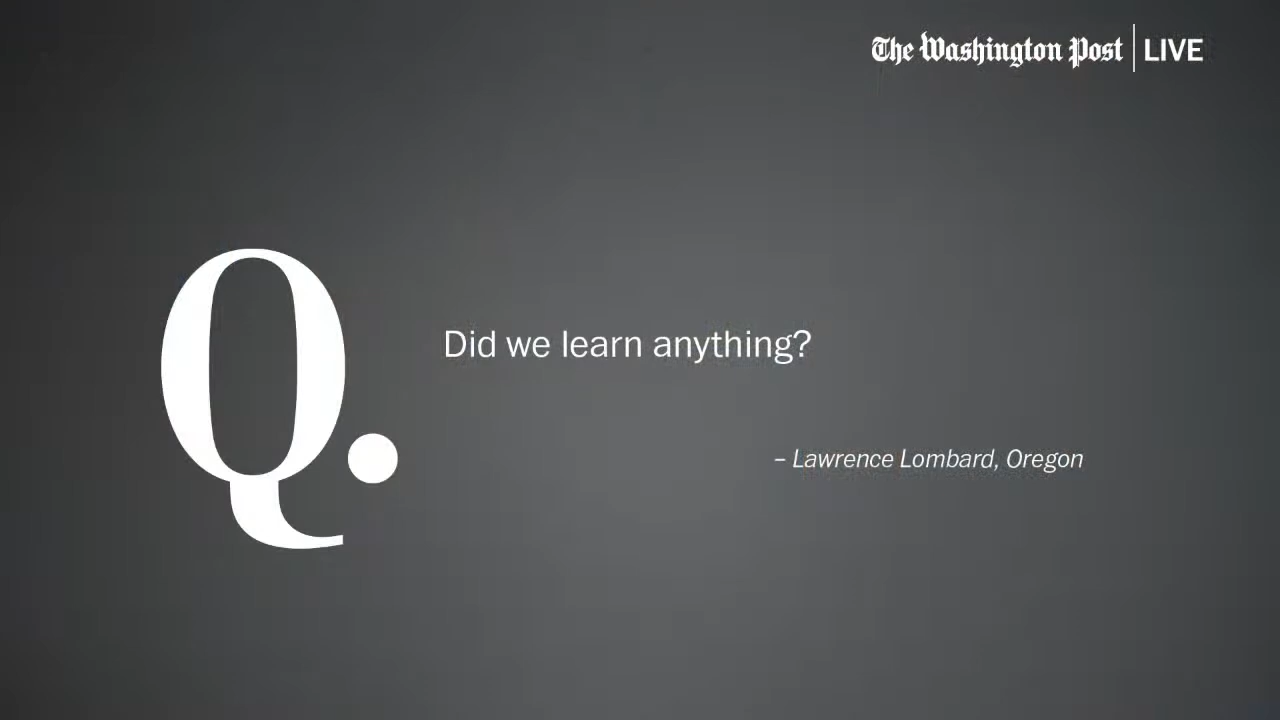 The Washington Post | LIVE
Q.
Did we learn anything?
– Lawrence Lombard, Oregon